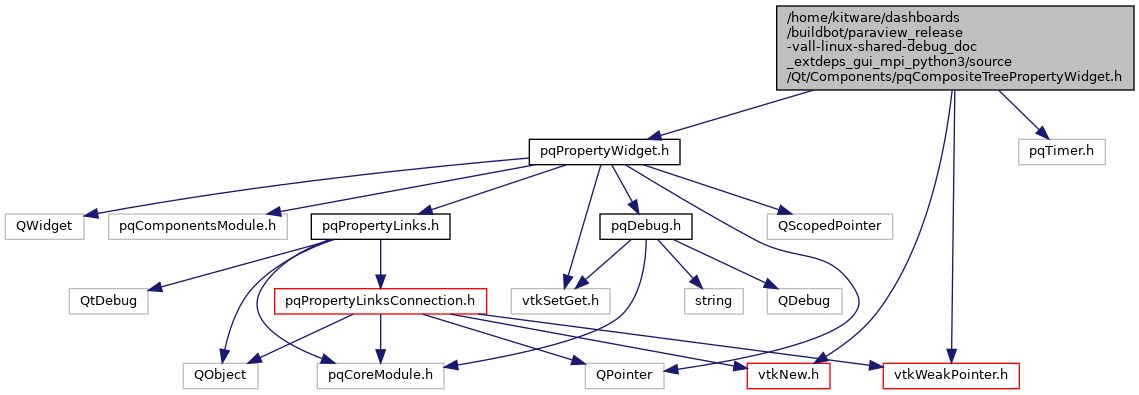 /home/kitware/dashboards
/buildbot/paraview_release
-vall-linux-shared-debug_doc
_extdeps_gui_mpi_python3/source
/Qt/Components/pqCompositeTreePropertyWidget.h
pqPropertyWidget.h
pqTimer.h
QWidget
pqComponentsModule.h
pqPropertyLinks.h
pqDebug.h
QScopedPointer
QtDebug
pqPropertyLinksConnection.h
vtkSetGet.h
string
QDebug
QObject
pqCoreModule.h
QPointer
vtkNew.h
vtkWeakPointer.h